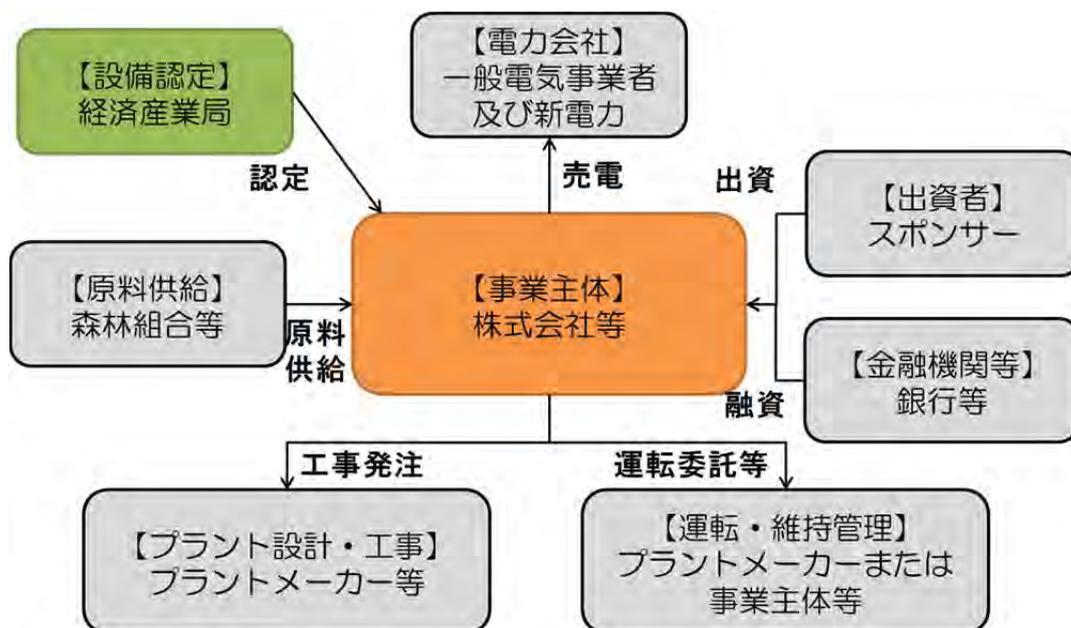 【設備認定】
経済産業局
【電力会社】
一般電気事業者
及び新電力
認定
売電
出資
【出資者】
スポンサー
【原料供給】
森林組合等
原料
供給
【事業主体】
株式会社等
融資
【金融機関等】
銀行等
工事発注
運転委託等
【プラント設計・工事】
プラントメーカー等
【運転・維持管理】
プラントメーカーまたは
事業主体等